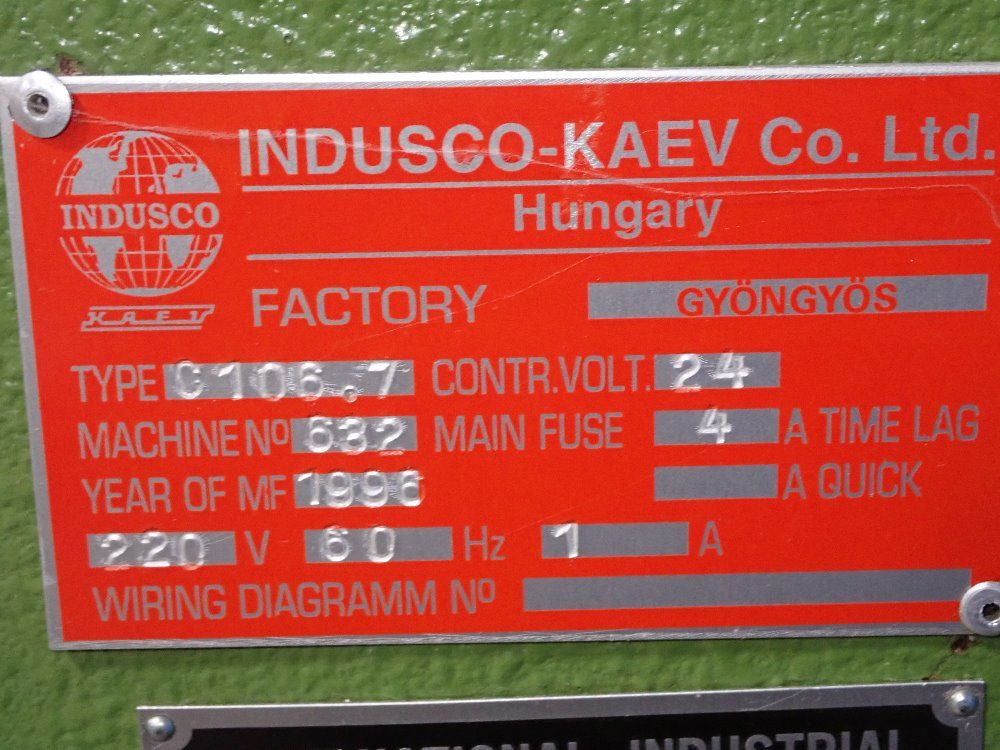 INDUSCO-KAEV Co. Ltd.
Hungary
INDUSCO
KAEV
FACTORY GYÖNGYÖS
TYPE C106.7 CONTR.VOLT. 24
MACHINE Nº 632 MAIN FUSE 4 A TIME LAG
YEAR OF MF 1996 A QUICK
220 V 60 Hz 1 A
WIRING DIAGRAMM Nº
INDUSTRIAL